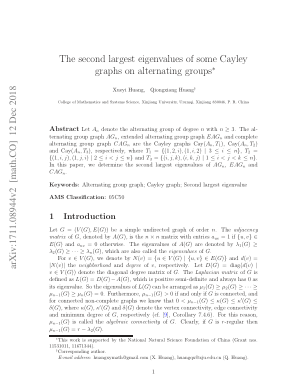 The second largest eigenvalues of some Cayley
graphs on alternating groups*
Xueyi Huang, Qiongxiang Huang†
College of Mathematics and Systems Science, Xinjiang University, Urumqi, Xinjiang 830046, P. R. China
arXiv:1711.08944v2 [math.CO] 12 Dec 2018
Abstract Let Aₙ denote the alternating group of degree n with n ≥ 3. The al-
ternating group graph AGₙ, extended alternating group graph EAGₙ and complete
alternating group graph CAGₙ are the Cayley graphs Cay(Aₙ, T₁), Cay(Aₙ, T₂)
and Cay(Aₙ, T₃), respectively, where T₁ = {(1, 2, i), (1, i, 2) | 3 ≤ i ≤ n}, T₂ =
{(1, i, j), (1, j, i) | 2 ≤ i < j ≤ n} and T₃ = {(i, j, k), (i, k, j) | 1 ≤ i < j < k ≤ n}.
In this paper, we determine the second largest eigenvalues of AGₙ, EAGₙ and
CAGₙ.
Keywords: Alternating group graph; Cayley graph; Second largest eigenvalue
AMS Classification: 05C50
1 Introduction
Let G = (V(G), E(G)) be a simple undirected graph of order n. The adjacency
matrix of G, denoted by A(G), is the n × n matrix with entries
if {u, v} ∈
E(G) and
= 0 otherwise. The eigenvalues of A(G) are denoted by λ₁(G) ≥
λ₂(G) ≥ ··· ≥ λₙ(G), which are also called the eigenvalues of G.
For v ∈ V(G), we denote by N(v) = {u ∈ V(G) | {u, v} ∈ E(G)} and d(v) =
|N(v)| the neighborhood and degree of v, respectively. Let D(G) = diag{d(v) |
v ∈ V(G)} denote the diagonal degree matrix of G. The Laplacian matrix of G is
defined as L(G) = D(G) − A(G), which is positive semi-definite and always has 0 as
its eigenvalue. So the eigenvalues of L(G) can be arranged as μ₁(G) ≥ μ₂(G) ≥ ··· ≥
μₙ₋₁(G) ≥ μₙ(G) = 0. Furthermore, μₙ₋₁(G) > 0 if and only if G is connected, and
for connected non-complete graphs we know that 0 < μₙ₋₁(G) ≤ κ(G) ≤ κ′(G) ≤
δ(G), where κ(G), κ′(G) and δ(G) denote the vertex connectivity, edge connectivity
and minimum degree of G, respectively (cf.
Corollary 7.4.6). For this reason,
μₙ₋₁(G) is called the algebraic connectivity of G. Clearly, if G is r-regular then
μₙ₋₁(G) = r − λ₂(G).
*This work is supported by the National Natural Science Foundation of China (Grant nos.
11671344).
†Corresponding author.
E-mail: huangxymath@gmail.com (X. Huang), huangqx@xju.edu.cn (Q. Huang)
1